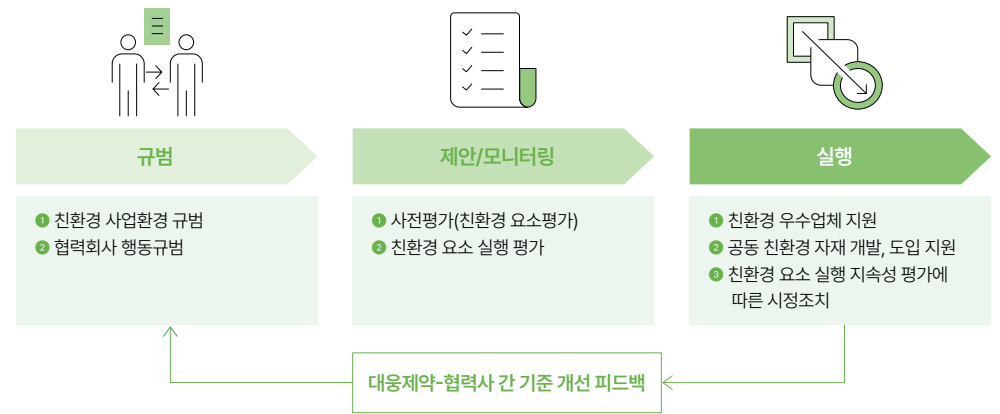 규범
❶ 친환경 사업환경 규범
❷ 협력회사 행동규범
제안/모니터링
❶ 사전평가(친환경 요소평가)
❷ 친환경 요소 실행 평가
실행
❶ 친환경 우수업체 지원
❷ 공동 친환경 자재 개발, 도입 지원
❸ 친환경 요소 실행 지속성 평가에
따른 시정조치
대웅제약-협력사 간 기준 개선 피드백